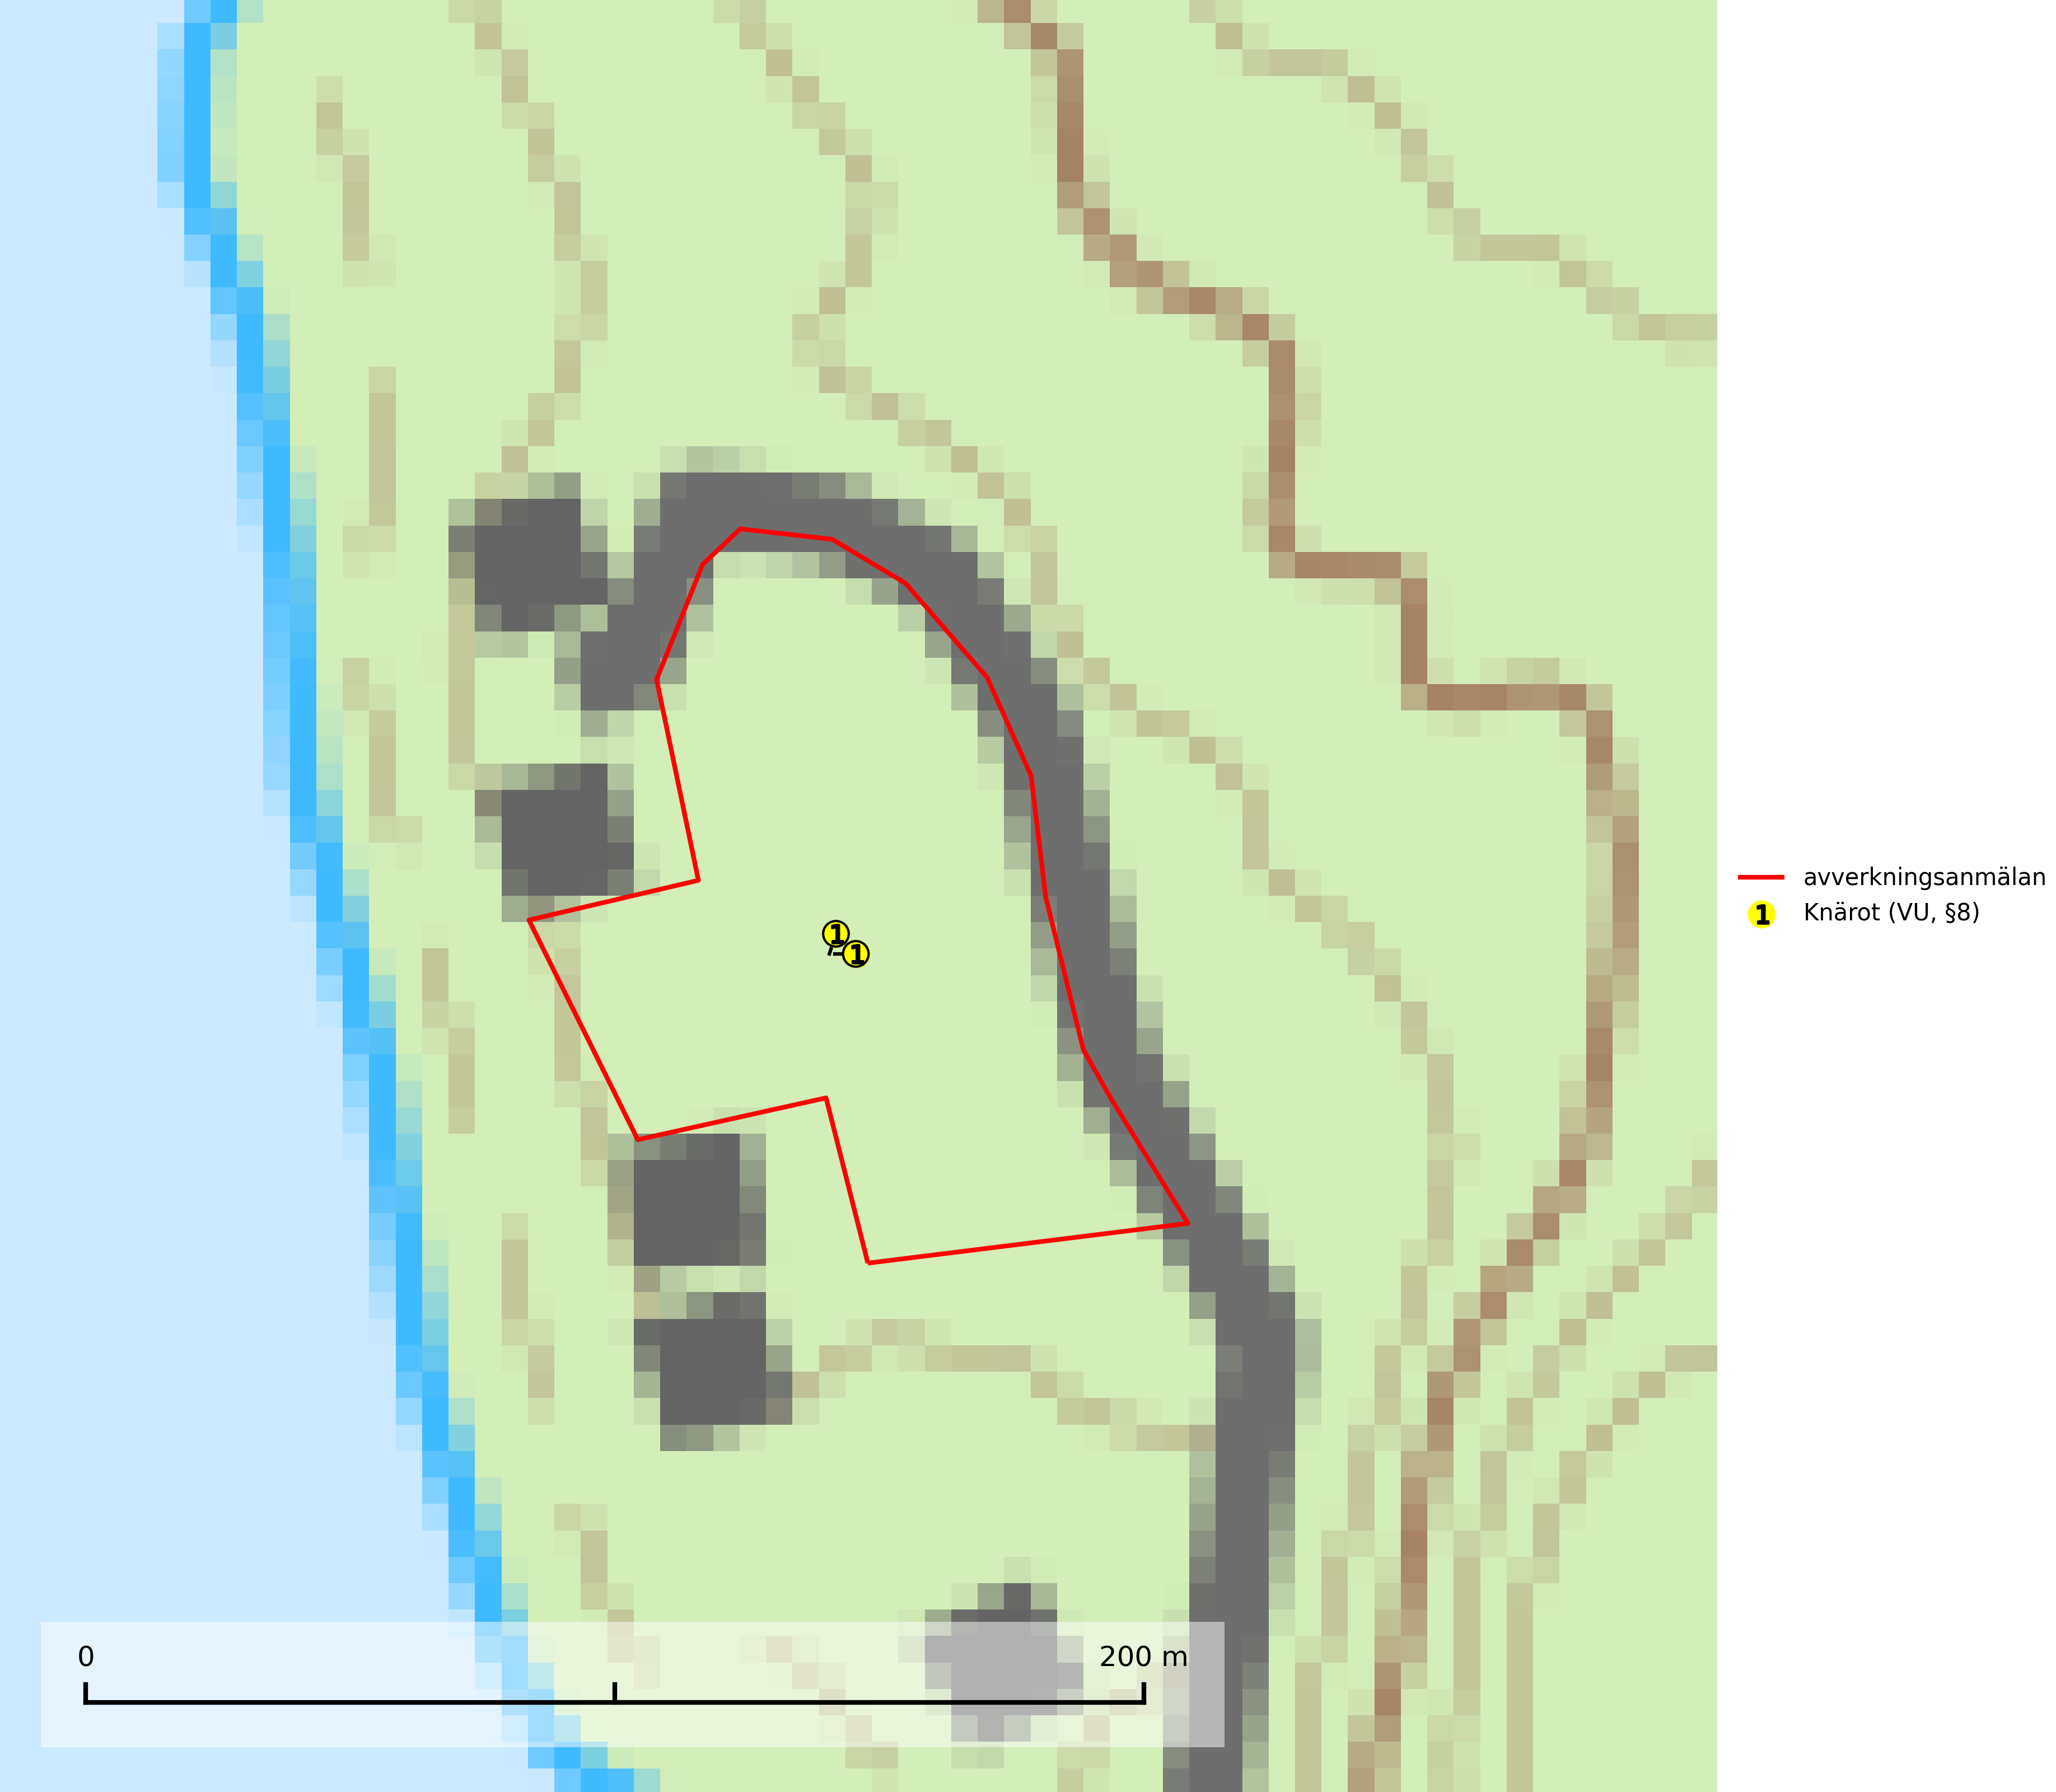 avverkningsanmälan
1 Knärot (VU, §8)
1
1
0 200 m